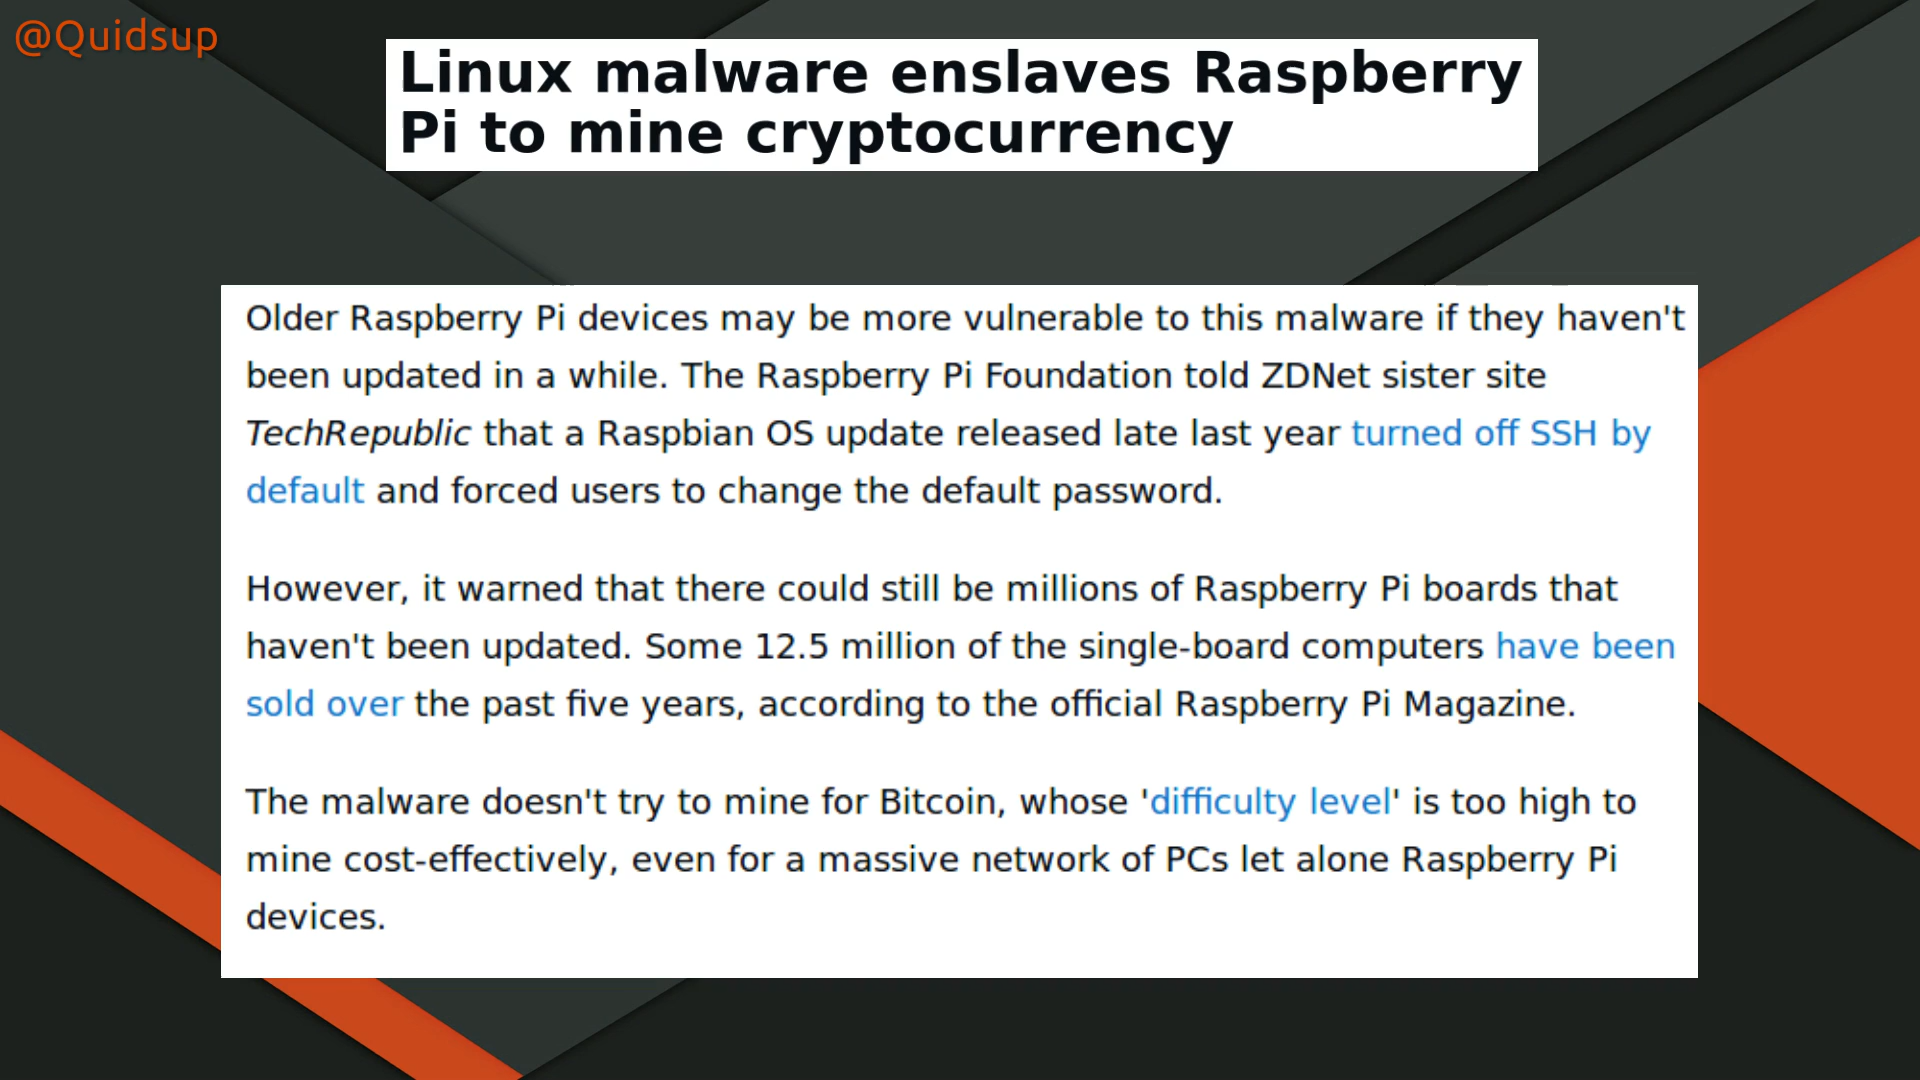 @Quidsup
Linux malware enslaves Raspberry
Pi to mine cryptocurrency
Older Raspberry Pi devices may be more vulnerable to this malware if they haven't
been updated in a while. The Raspberry Pi Foundation told ZDNet sister site
TechRepublic that a Raspbian OS update released late last year turned off SSH by
default and forced users to change the default password.
However, it warned that there could still be millions of Raspberry Pi boards that
haven't been updated. Some 12.5 million of the single-board computers have been
sold over the past five years, according to the official Raspberry Pi Magazine.
The malware doesn't try to mine for Bitcoin, whose 'difficulty level' is too high to
mine cost-effectively, even for a massive network of PCs let alone Raspberry Pi
devices.